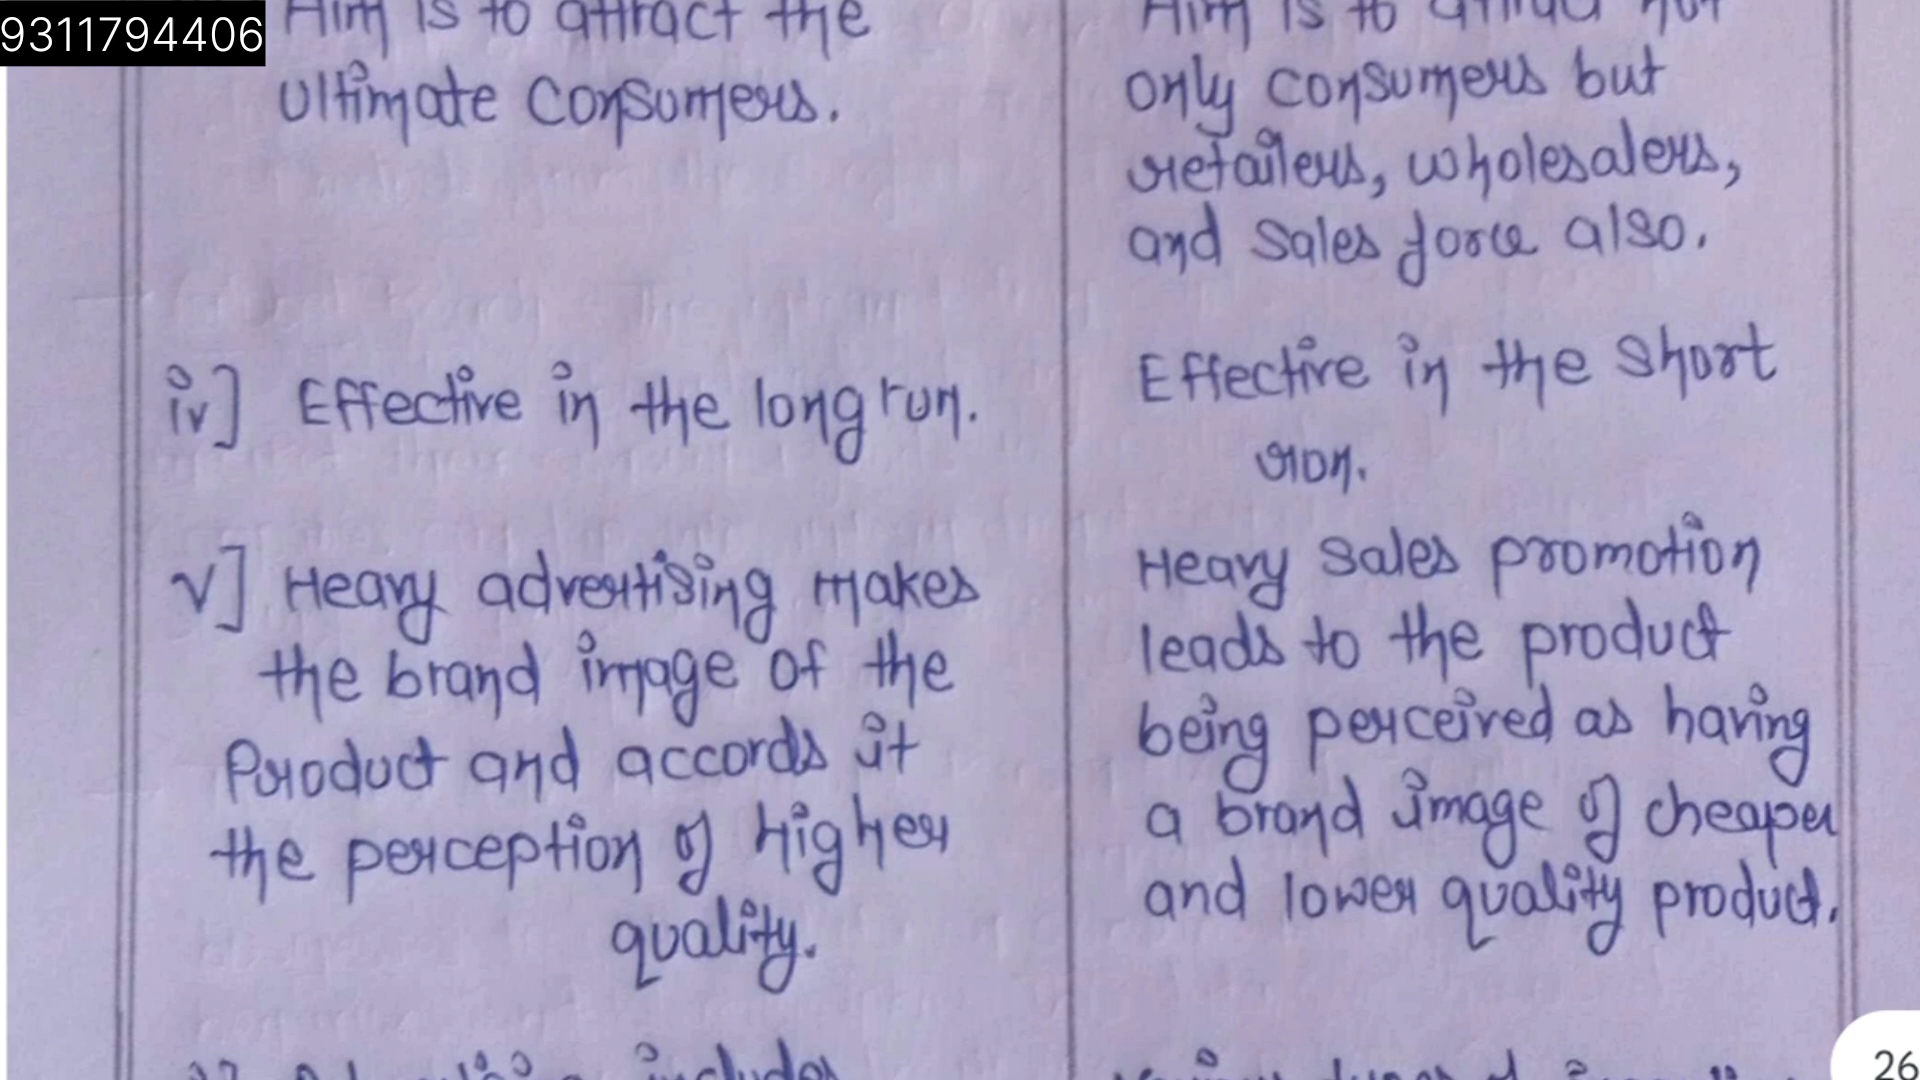 9311794406
Aim is to attract the
ultimate consumers.
Aim is to attract not
only consumers but
retailers, wholesalers,
and sales force also.
iv] Effective in the long run.
Effective in the short
run.
v] Heavy advertising makes
the brand image of the
Product and accords it
the perception of higher
quality.
Heavy sales promotion
leads to the product
being perceived as having
a brand image of cheaper
and lower quality product.
includes
26